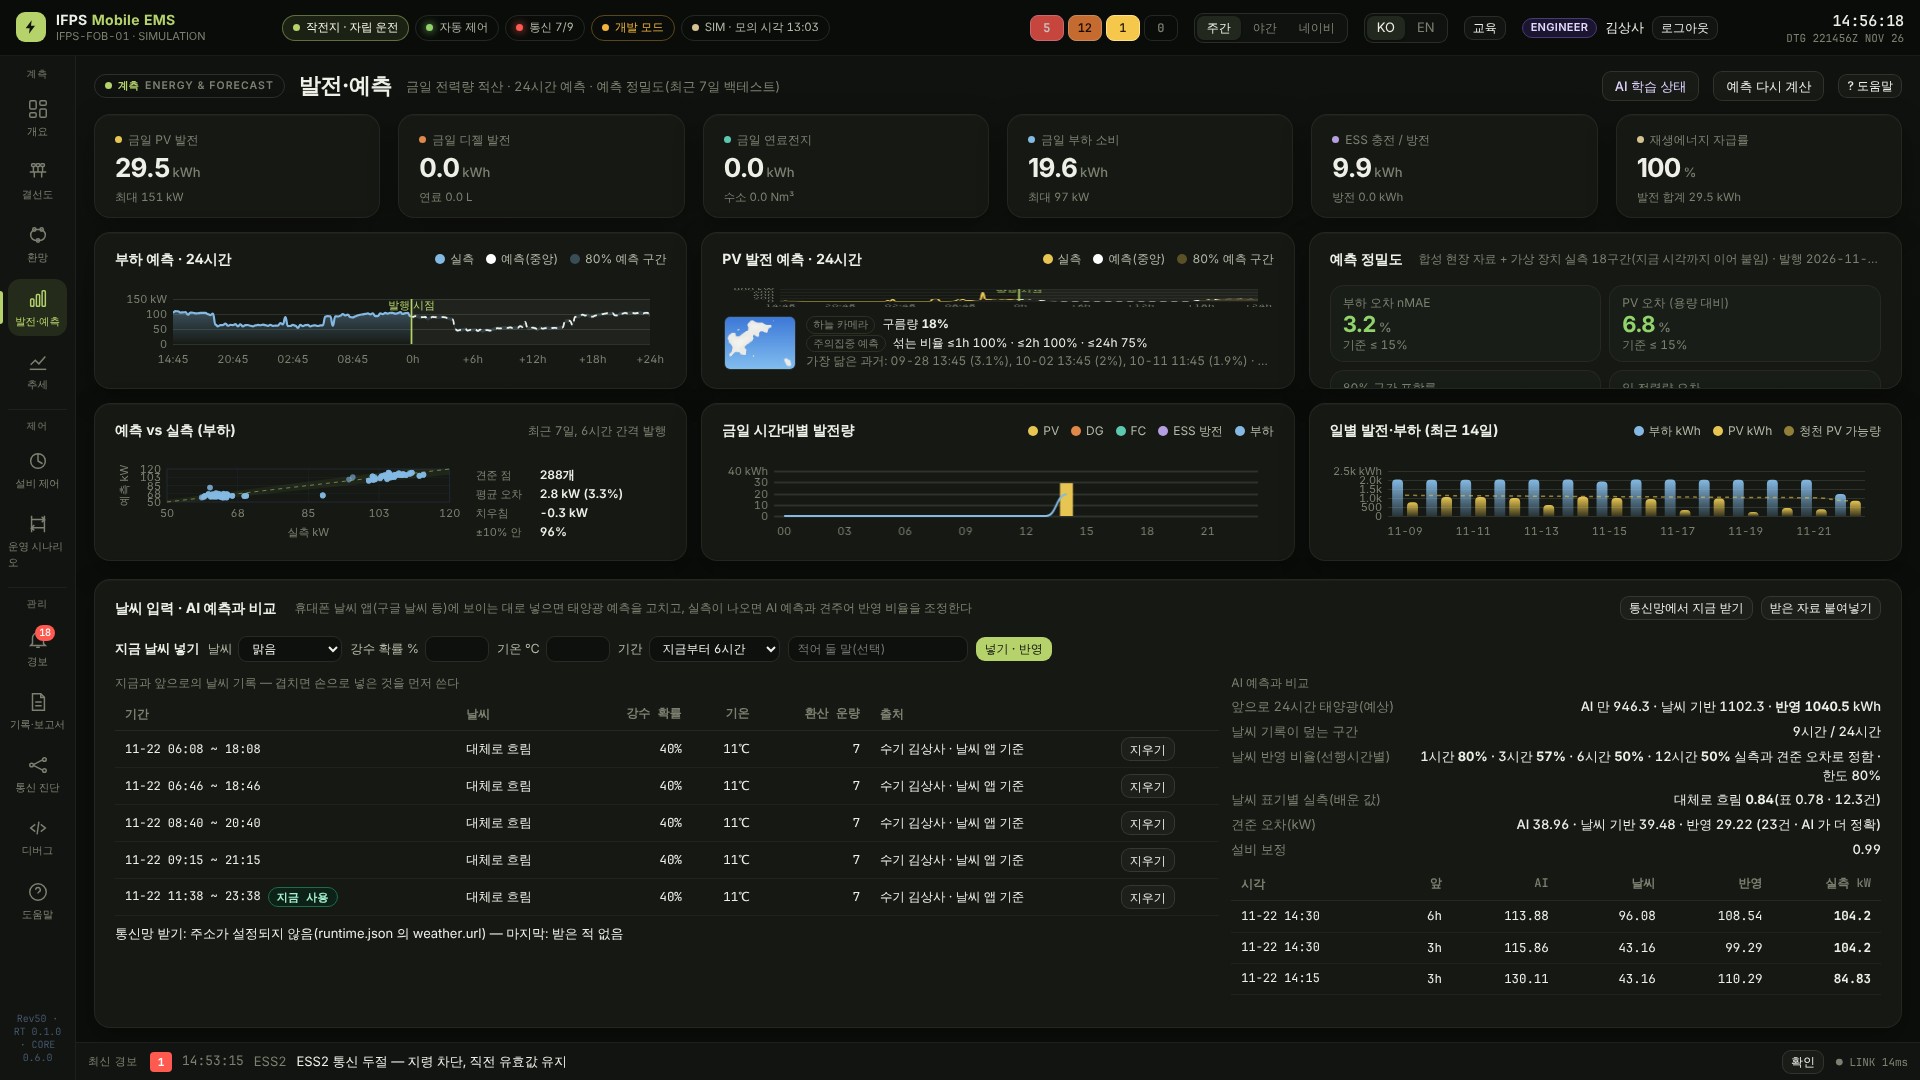 IFPS Mobile EMS
IFPS-FOB-01 · SIMULATION
작전지 · 자립 운전
자동 제어
통신 7/9
개발 모드
SIM · 모의 시각 13:03
5 12 1 0
주간 야간 네이비
KO EN
교육
ENGINEER 김상사 로그아웃
14:56:18
DTG 221456Z NOV 26
계측
개요
결선도
환망
발전·예측
추세
제어
설비 제어
운영 시나리
오
관리
18
경보
기록·보고서
통신 진단
디버그
도움말
Rev50 ·
RT 0.1.0
· CORE
0.6.0
계측 ENERGY & FORECAST
발전·예측
금일 전력량 적산 · 24시간 예측 · 예측 정밀도(최근 7일 백테스트)
AI 학습 상태
예측 다시 계산
? 도움말
금일 PV 발전
29.5 kWh
최대 151 kW
금일 디젤 발전
0.0 kWh
연료 0.0 L
금일 연료전지
0.0 kWh
수소 0.0 Nm³
금일 부하 소비
19.6 kWh
최대 97 kW
ESS 충전 / 방전
9.9 kWh
방전 0.0 kWh
재생에너지 자급률
100 %
발전 합계 29.5 kWh
부하 예측 · 24시간
실측 예측(중앙) 80% 예측 구간
발행 시점
150 kW
100
50
0
14:45 20:45 02:45 08:45 0h +6h +12h +18h +24h
PV 발전 예측 · 24시간
실측 예측(중앙) 80% 예측 구간
하늘 카메라 구름량 18%
주의집중 예측 섞는 비율 ≤1h 100% · ≤2h 100% · ≤24h 75%
가장 닮은 과거: 09-28 13:45 (3.1%), 10-02 13:45 (2%), 10-11 11:45 (1.9%) · ...
예측 정밀도
합성 현장 자료 + 가상 장치 실측 18구간(지금 시각까지 이어 붙임) · 발행 2026-11-...
부하 오차 nMAE
3.2 %
기준 ≤ 15%
PV 오차 (용량 대비)
6.8 %
기준 ≤ 15%
예측 vs 실측 (부하)
최근 7일, 6시간 간격 발행
예측 kW
120
103
85
68
50
50 68 85 103 120
실측 kW
견준 점 288개
평균 오차 2.8 kW (3.3%)
치우침 -0.3 kW
±10% 안 96%
금일 시간대별 발전량
PV DG FC ESS 방전 부하
40 kWh
30
20
10
0
00 03 06 09 12 15 18 21
일별 발전·부하 (최근 14일)
부하 kWh PV kWh 청천 PV 가능량
2.5k kWh
2.0k
1.5k
1.0k
500
0
11-09 11-11 11-13 11-15 11-17 11-19 11-21
날씨 입력 · AI 예측과 비교
휴대폰 날씨 앱(구글 날씨 등)에 보이는 대로 넣으면 태양광 예측을 고치고, 실측이 나오면 AI 예측과 견주어 반영 비율을 조정한다
통신망에서 지금 받기
받은 자료 붙여넣기
지금 날씨 넣기 날씨 맑음 강수 확률 % 기온 °C 기간 지금부터 6시간 적어 둘 말(선택) 넣기 · 반영
지금과 앞으로의 날씨 기록 — 겹치면 손으로 넣은 것을 먼저 쓴다
기간 날씨 강수 확률 기온 환산 운량 출처
11-22 06:08 ~ 18:08 대체로 흐림 40% 11℃ 7 수기 김상사 · 날씨 앱 기준 지우기
11-22 06:46 ~ 18:46 대체로 흐림 40% 11℃ 7 수기 김상사 · 날씨 앱 기준 지우기
11-22 08:40 ~ 20:40 대체로 흐림 40% 11℃ 7 수기 김상사 · 날씨 앱 기준 지우기
11-22 09:15 ~ 21:15 대체로 흐림 40% 11℃ 7 수기 김상사 · 날씨 앱 기준 지우기
11-22 11:38 ~ 23:38 지금 사용 대체로 흐림 40% 11℃ 7 수기 김상사 · 날씨 앱 기준 지우기
통신망 받기: 주소가 설정되지 않음(runtime.json 의 weather.url) — 마지막: 받은 적 없음
AI 예측과 비교
앞으로 24시간 태양광(예상) AI 만 946.3 · 날씨 기반 1102.3 · 반영 1040.5 kWh
날씨 기록이 덮는 구간 9시간 / 24시간
날씨 반영 비율(선행시간별) 1시간 80% · 3시간 57% · 6시간 50% · 12시간 50% 실측과 견준 오차로 정함 ·
한도 80%
날씨 표기별 실측(배운 값) 대체로 흐림 0.84(표 0.78 · 12.3건)
견준 오차(kW) AI 38.96 · 날씨 기반 39.48 · 반영 29.22 (23건 · AI 가 더 정확)
설비 보정 0.99
시각 앞 AI 날씨 반영 실측 kW
11-22 14:30 6h 113.88 96.08 108.54 104.2
11-22 14:30 3h 115.86 43.16 99.29 104.2
11-22 14:15 3h 130.11 43.16 110.29 84.83
최신 경보 1 14:53:15 ESS2 ESS2 통신 두절 — 지령 차단, 직전 유효값 유지
확인
LINK 14ms